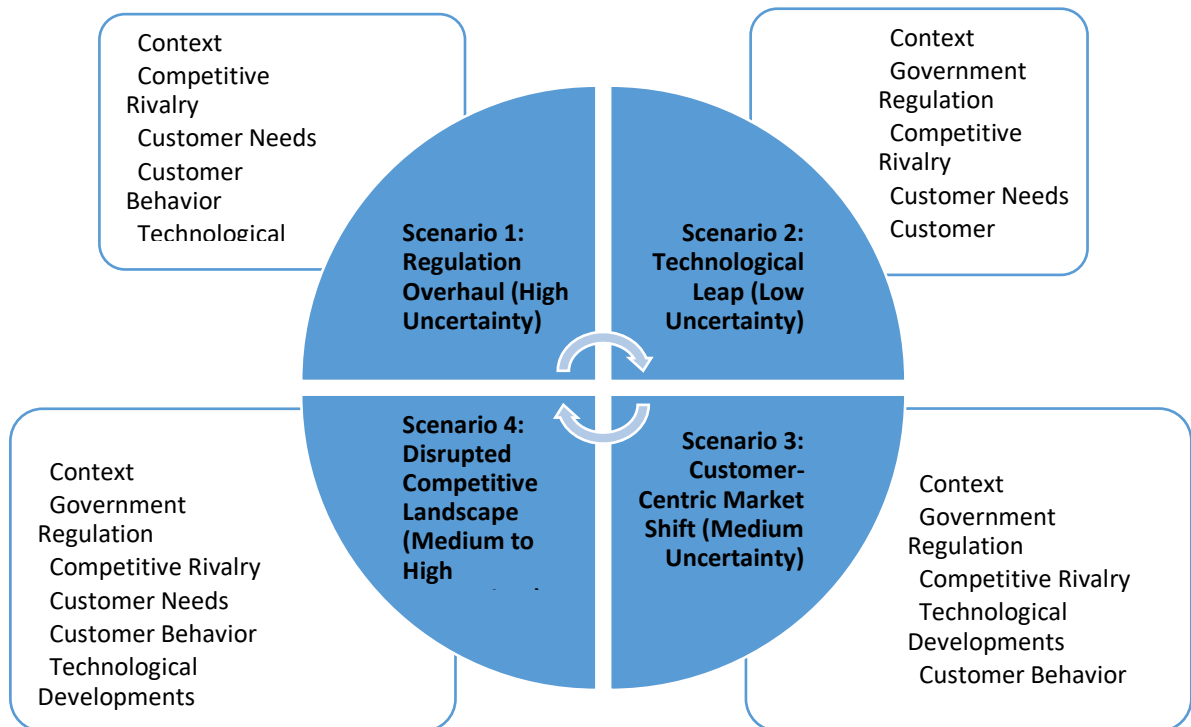 Context
Competitive
Rivalry
Customer Needs
Customer
Behavior
Technological
Context
Government
Regulation
Competitive
Rivalry
Customer Needs
Customer
Scenario 1:
Regulation
Overhaul (High
Uncertainty)
Scenario 2:
Technological
Leap (Low
Uncertainty)
Scenario 4:
Disrupted
Competitive
Landscape
(Medium to
High
Scenario 3:
Customer-
Centric Market
Shift (Medium
Uncertainty)
Context
Government
Regulation
Competitive Rivalry
Customer Needs
Customer Behavior
Technological
Developments
Context
Government
Regulation
Competitive Rivalry
Technological
Developments
Customer Behavior